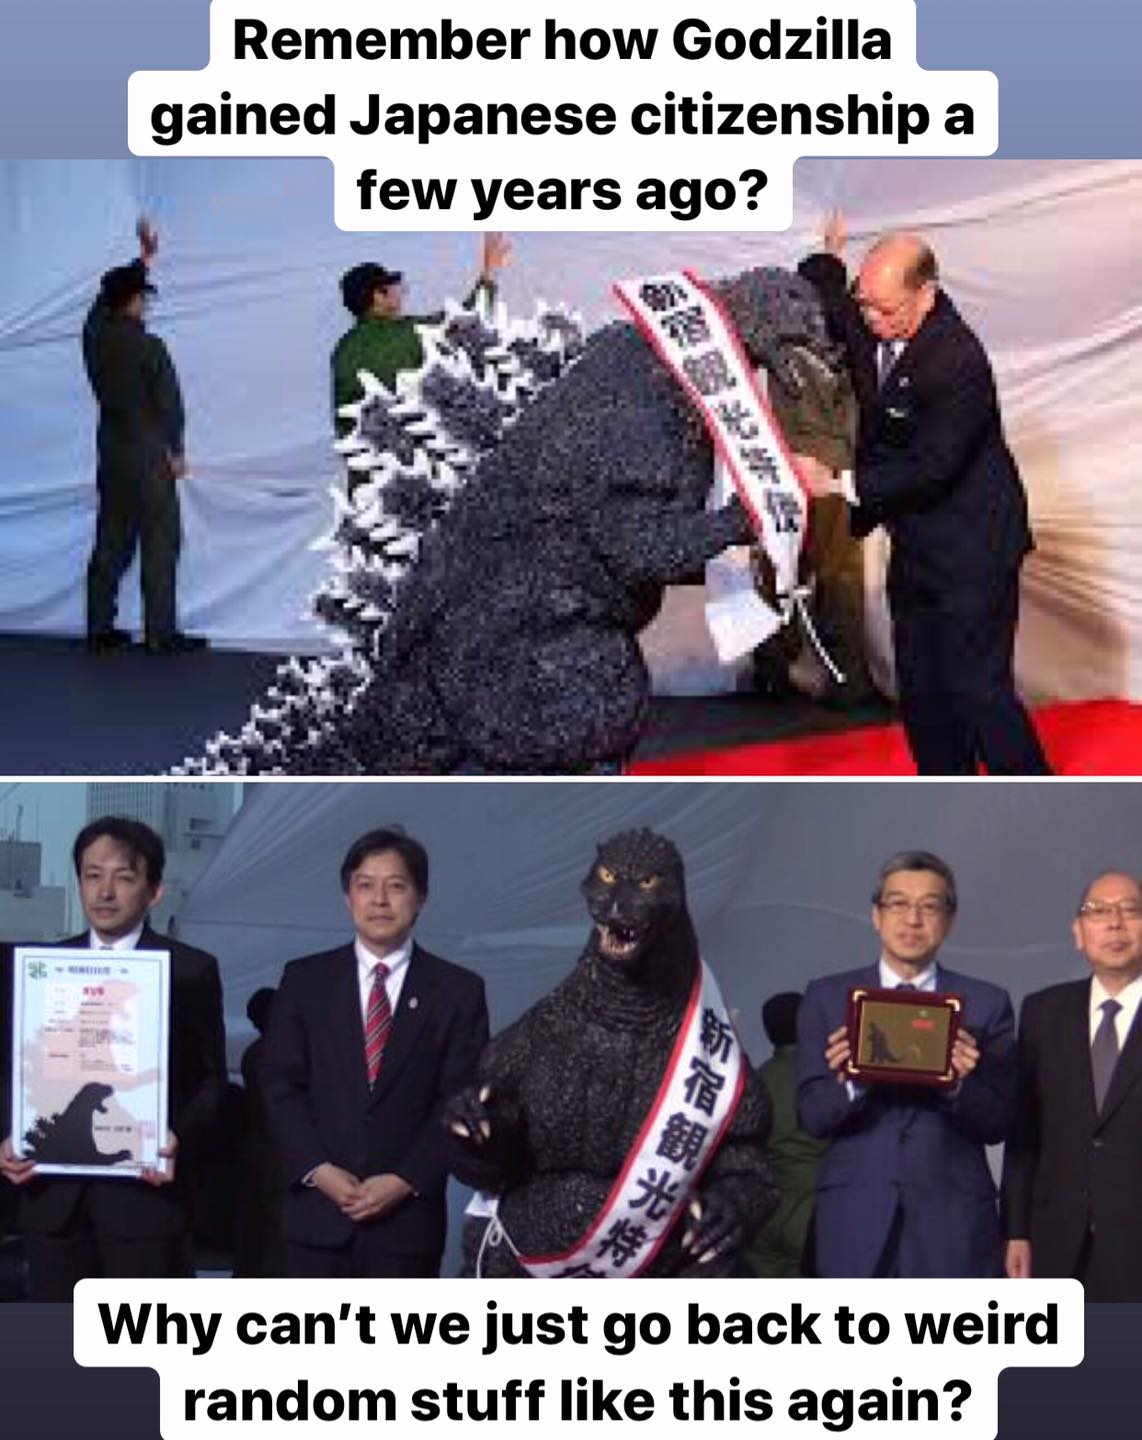 Remember how Godzilla
gained Japanese citizenship a
few years ago?
新宿観光特
新宿観光特
Why can't we just go back to weird
random stuff like this again?